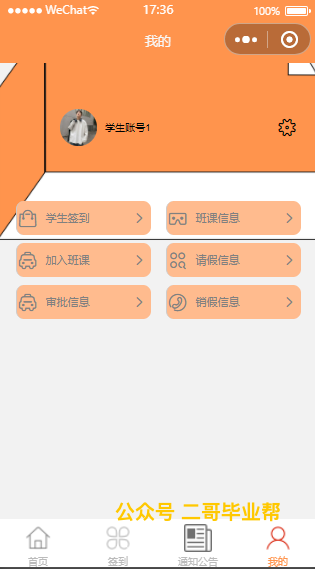 WeChat 17:36 100%
我的
学生账号1
学生签到 班课信息
加入班课 请假信息
审批信息 销假信息
公众号 二哥毕业帮
首页 签到 通知公告 我的